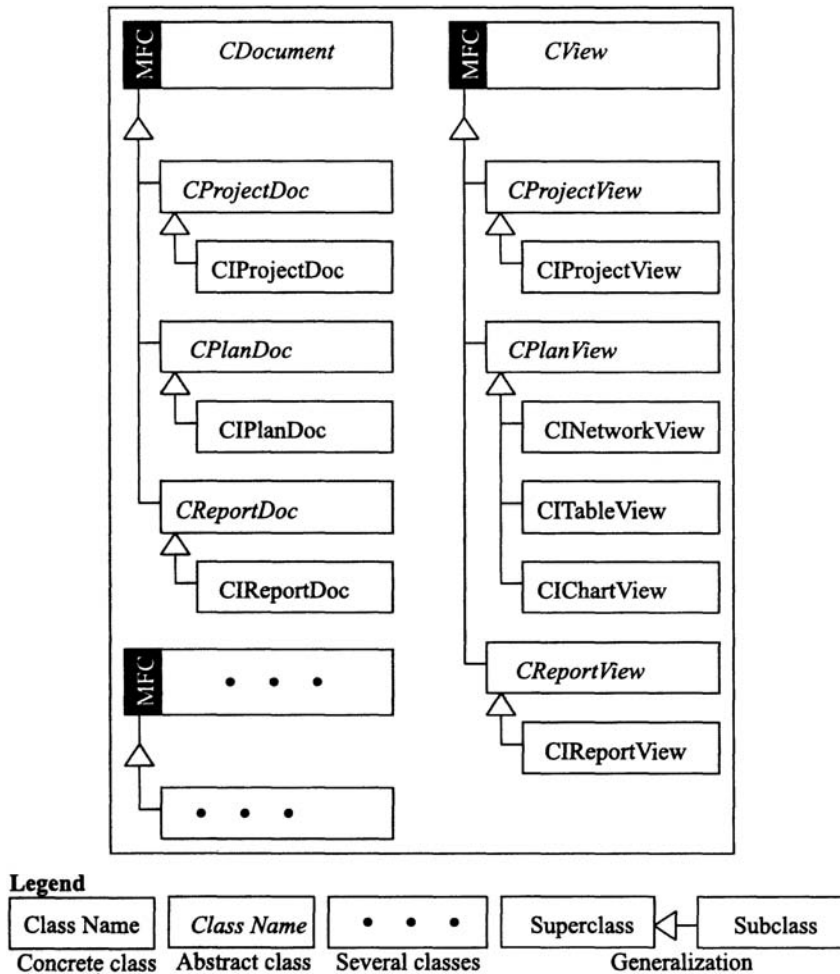 MFC
CDocument
CProjectDoc
CIProjectDoc
CPlanDoc
CIPlanDoc
CReportDoc
CIReportDoc
MFC
MFC
CView
CProjectView
CIProjectView
CPlanView
CINetworkView
CITableView
CIChartView
CReportView
CIReportView
Legend
Class Name
Concrete class
Class Name
Abstract class
Several classes
Superclass
Subclass
Generalization